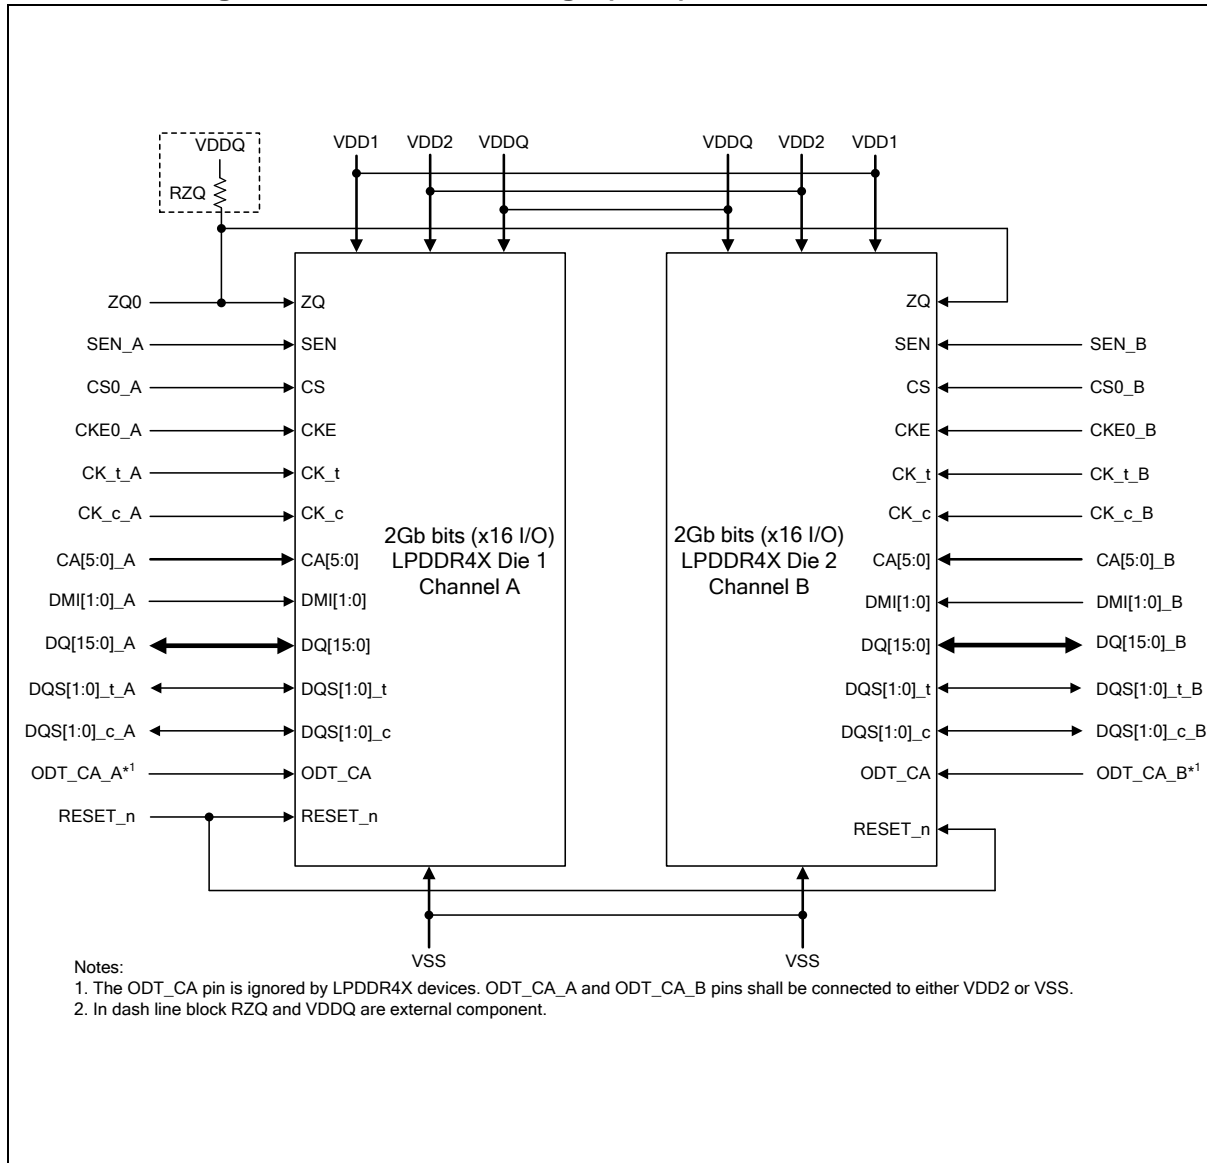 VDDQ
RZQ
VDD1 VDD2 VDDQ VDDQ VDD2 VDD1
ZQ0 ZQ ZQ
SEN_A SEN SEN SEN_B
CS0_A CS CS CS0_B
CKE0_A CKE CKE CKE0_B
CK_t_A CK_t CK_t CK_t_B
CK_c_A CK_c CK_c CK_c_B
2Gb bits (x16 I/O)
LPDDR4X Die 1
Channel A
2Gb bits (x16 I/O)
LPDDR4X Die 2
Channel B
CA[5:0]_A CA[5:0] CA[5:0] CA[5:0]_B
DMI[1:0]_A DMI[1:0] DMI[1:0] DMI[1:0]_B
DQ[15:0]_A DQ[15:0] DQ[15:0] DQ[15:0]_B
DQS[1:0]_t_A DQS[1:0]_t DQS[1:0]_t DQS[1:0]_t_B
DQS[1:0]_c_A DQS[1:0]_c DQS[1:0]_c DQS[1:0]_c_B
ODT_CA_A*1 ODT_CA ODT_CA ODT_CA_B*1
RESET_n RESET_n RESET_n
VSS VSS
Notes:
1. The ODT_CA pin is ignored by LPDDR4X devices. ODT_CA_A and ODT_CA_B pins shall be connected to either VDD2 or VSS.
2. In dash line block RZQ and VDDQ are external component.